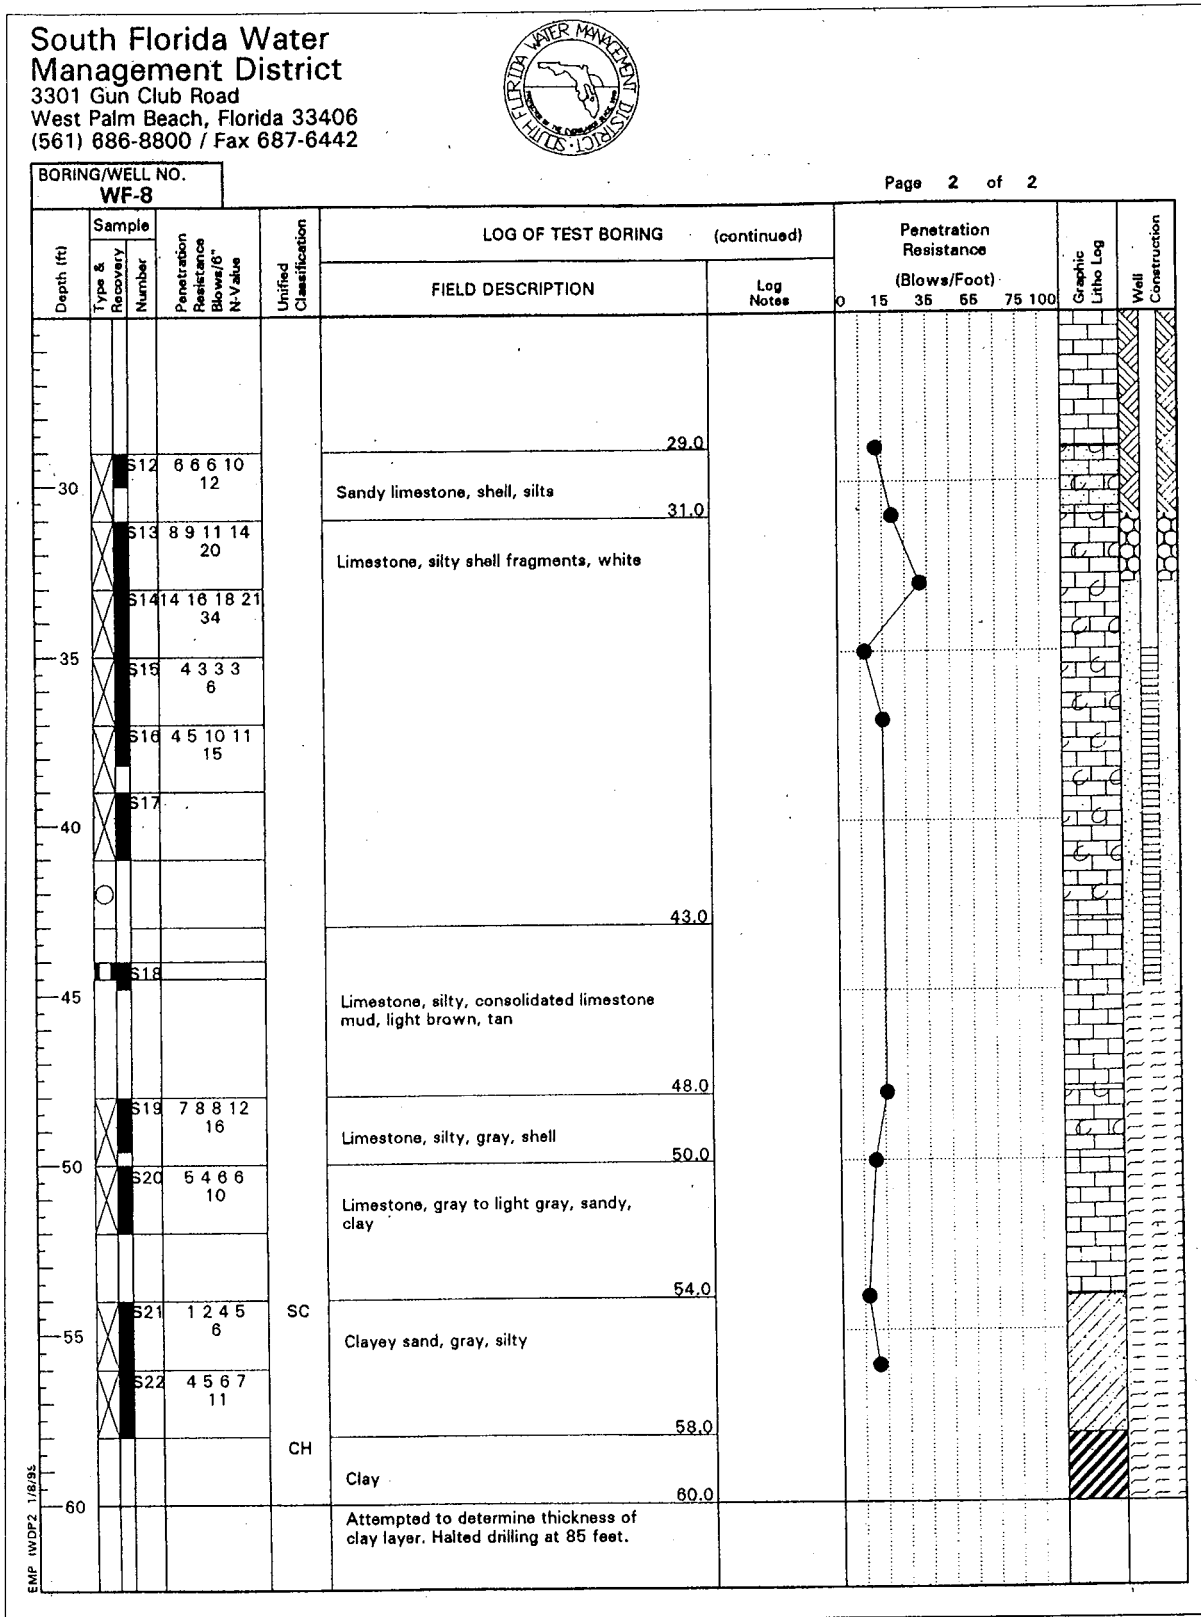 South Florida Water
Management District
3301 Gun Club Road
West Palm Beach, Florida 33406
(561) 686-8800 / Fax 687-6442
SOUTH FLORIDA WATER MANAGEMENT DISTRICT
BORING/WELL NO.
WF-8
Page 2 of 2
Depth (ft)
Sample
Type &
Recovery
Number
Penetration
Resistance
Blows/6"
N-Value
Unified
Classification
LOG OF TEST BORING (continued)
FIELD DESCRIPTION
Log
Notes
Penetration
Resistance
(Blows/Foot)
0 15 35 55 75 100
Graphic
Litho Log
Well
Construction
29.0
S12 6 6 6 10
12
30
Sandy limestone, shell, silts
31.0
S13 8 9 11 14
20
Limestone, silty shell fragments, white
S14 14 16 18 21
34
35
S15 4 3 3 3
6
S16 4 5 10 11
15
S17
40
43.0
S18
45
Limestone, silty, consolidated limestone
mud, light brown, tan
48.0
S19 7 8 8 12
16
Limestone, silty, gray, shell
50.0
50
S20 5 4 6 6
10
Limestone, gray to light gray, sandy,
clay
54.0
S21 1 2 4 5
6
SC
55
Clayey sand, gray, silty
S22 4 5 6 7
11
58.0
CH
Clay
60.0
60
Attempted to determine thickness of
clay layer. Halted drilling at 85 feet.
EMP IWDP2 1/8/98